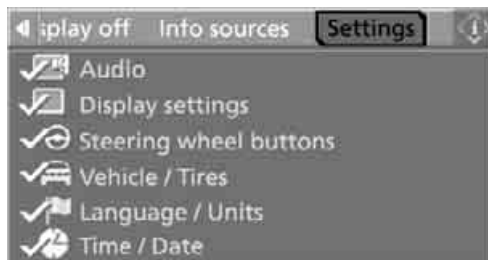 splay off Info sources Settings
Audio
Display settings
Steering wheel buttons
Vehicle / Tires
Language / Units
Time / Date